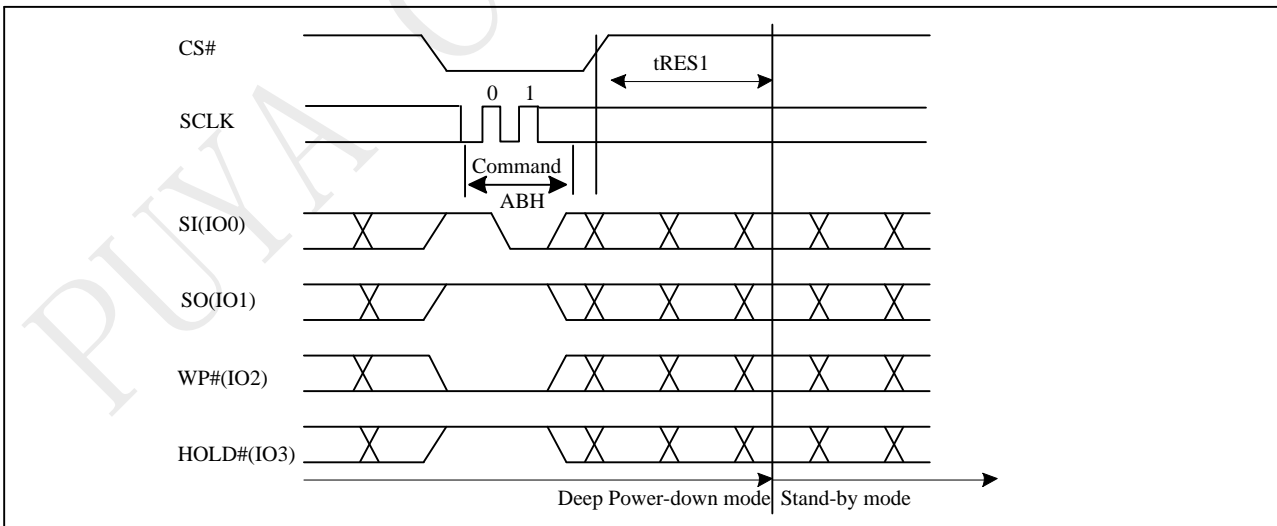 CS#
tRES1
0 1
SCLK
Command
ABH
SI(IO0)
SO(IO1)
WP#(IO2)
HOLD#(IO3)
Deep Power-down mode Stand-by mode
PUYA